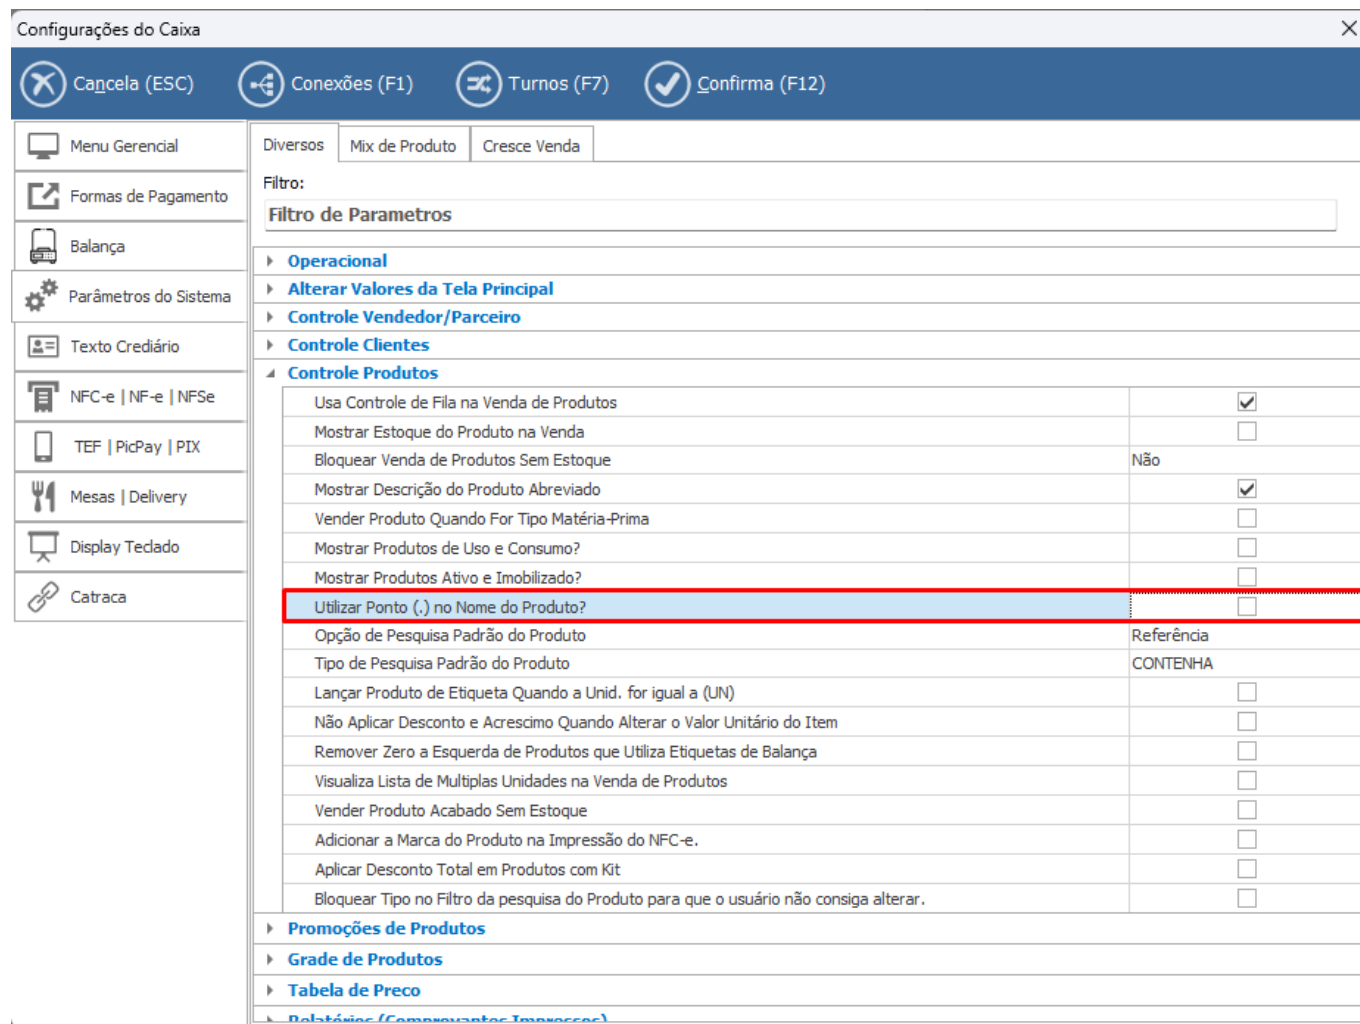 Configurações do Caixa
Cancela (ESC)
Conexões (F1)
Turnos (F7)
Confirma (F12)
Menu Gerencial
Formas de Pagamento
Balança
Parâmetros do Sistema
Texto Crediário
NFC-e | NF-e | NFSe
TEF | PicPay | PIX
Mesas | Delivery
Display Teclado
Catraca
Diversos
Mix de Produto
Cresce Venda
Filtro:
Filtro de Parametros
Operacional
Alterar Valores da Tela Principal
Controle Vendedor/Parceiro
Controle Clientes
Controle Produtos
Usa Controle de Fila na Venda de Produtos
Mostrar Estoque do Produto na Venda
Bloquear Venda de Produtos Sem Estoque Não
Mostrar Descrição do Produto Abreviado
Vender Produto Quando For Tipo Matéria-Prima
Mostrar Produtos de Uso e Consumo?
Mostrar Produtos Ativo e Imobilizado?
Utilizar Ponto (.) no Nome do Produto?
Opção de Pesquisa Padrão do Produto Referência
Tipo de Pesquisa Padrão do Produto CONTENHA
Lançar Produto de Etiqueta Quando a Unid. for igual a (UN)
Não Aplicar Desconto e Acrescimo Quando Alterar o Valor Unitário do Item
Remover Zero a Esquerda de Produtos que Utiliza Etiquetas de Balança
Visualiza Lista de Multiplas Unidades na Venda de Produtos
Vender Produto Acabado Sem Estoque
Adicionar a Marca do Produto na Impressão do NFC-e.
Aplicar Desconto Total em Produtos com Kit
Bloquear Tipo no Filtro da pesquisa do Produto para que o usuário não consiga alterar.
Promoções de Produtos
Grade de Produtos
Tabela de Preco
Relatórios (Comprovantes Impressos)